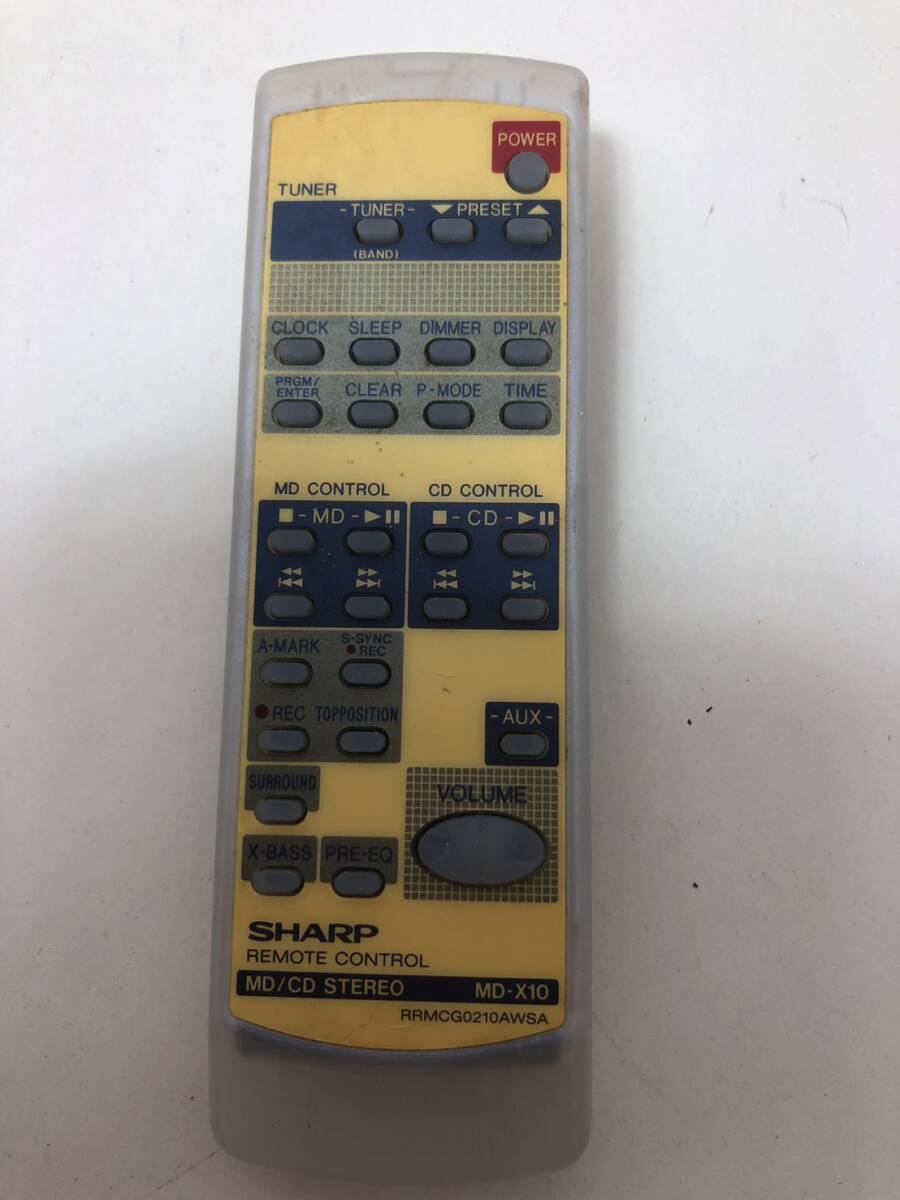 POWER
TUNER
- TUNER - ▼ PRESET ▲
(BAND)
CLOCK SLEEP DIMMER DISPLAY
PRGM/
ENTER CLEAR P-MODE TIME
MD CONTROL CD CONTROL
■ - MD - ▶❚❚ ■ - CD - ▶❚❚
◀◀ ▶▶ ◀◀ ▶▶
I◀◀ ▶▶I I◀◀ ▶▶I
A-MARK S-SYNC
● REC
● REC TOPPOSITION
- AUX -
SURROUND
VOLUME
X-BASS PRE-EQ
SHARP
REMOTE CONTROL
MD/CD STEREO MD-X10
RRMCG0210AWSA